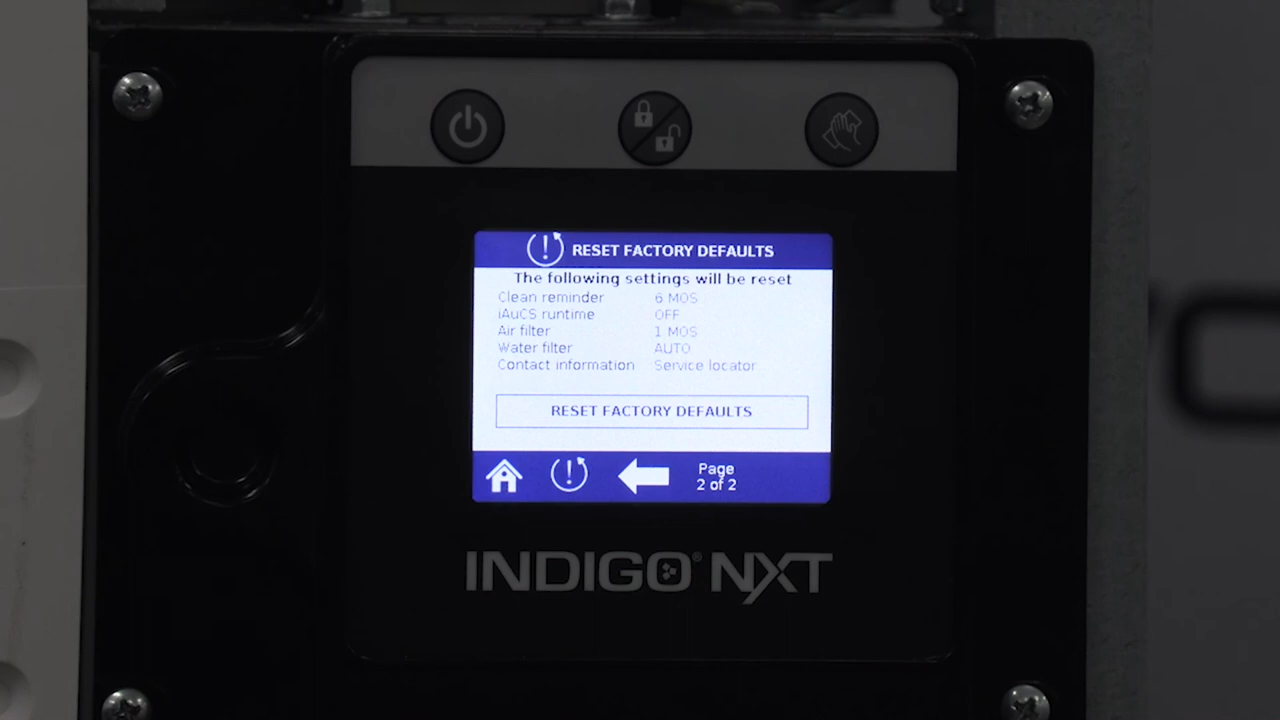 RESET FACTORY DEFAULTS
The following settings will be reset
Clean reminder 6 MOS
iAuCS runtime OFF
Air filter 1 MOS
Water filter AUTO
Contact information Service locator
RESET FACTORY DEFAULTS
Page
2 of 2
INDIGO® NXT